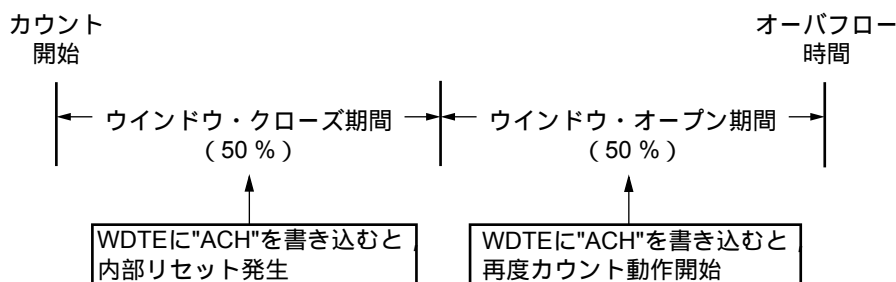 カウント
開始
オーバフロー
時間
ウインドウ・クローズ期間
（50 %）
ウインドウ・オープン期間
（50 %）
WDTEに"ACH"を書き込むと
内部リセット発生
WDTEに"ACH"を書き込むと
再度カウント動作開始